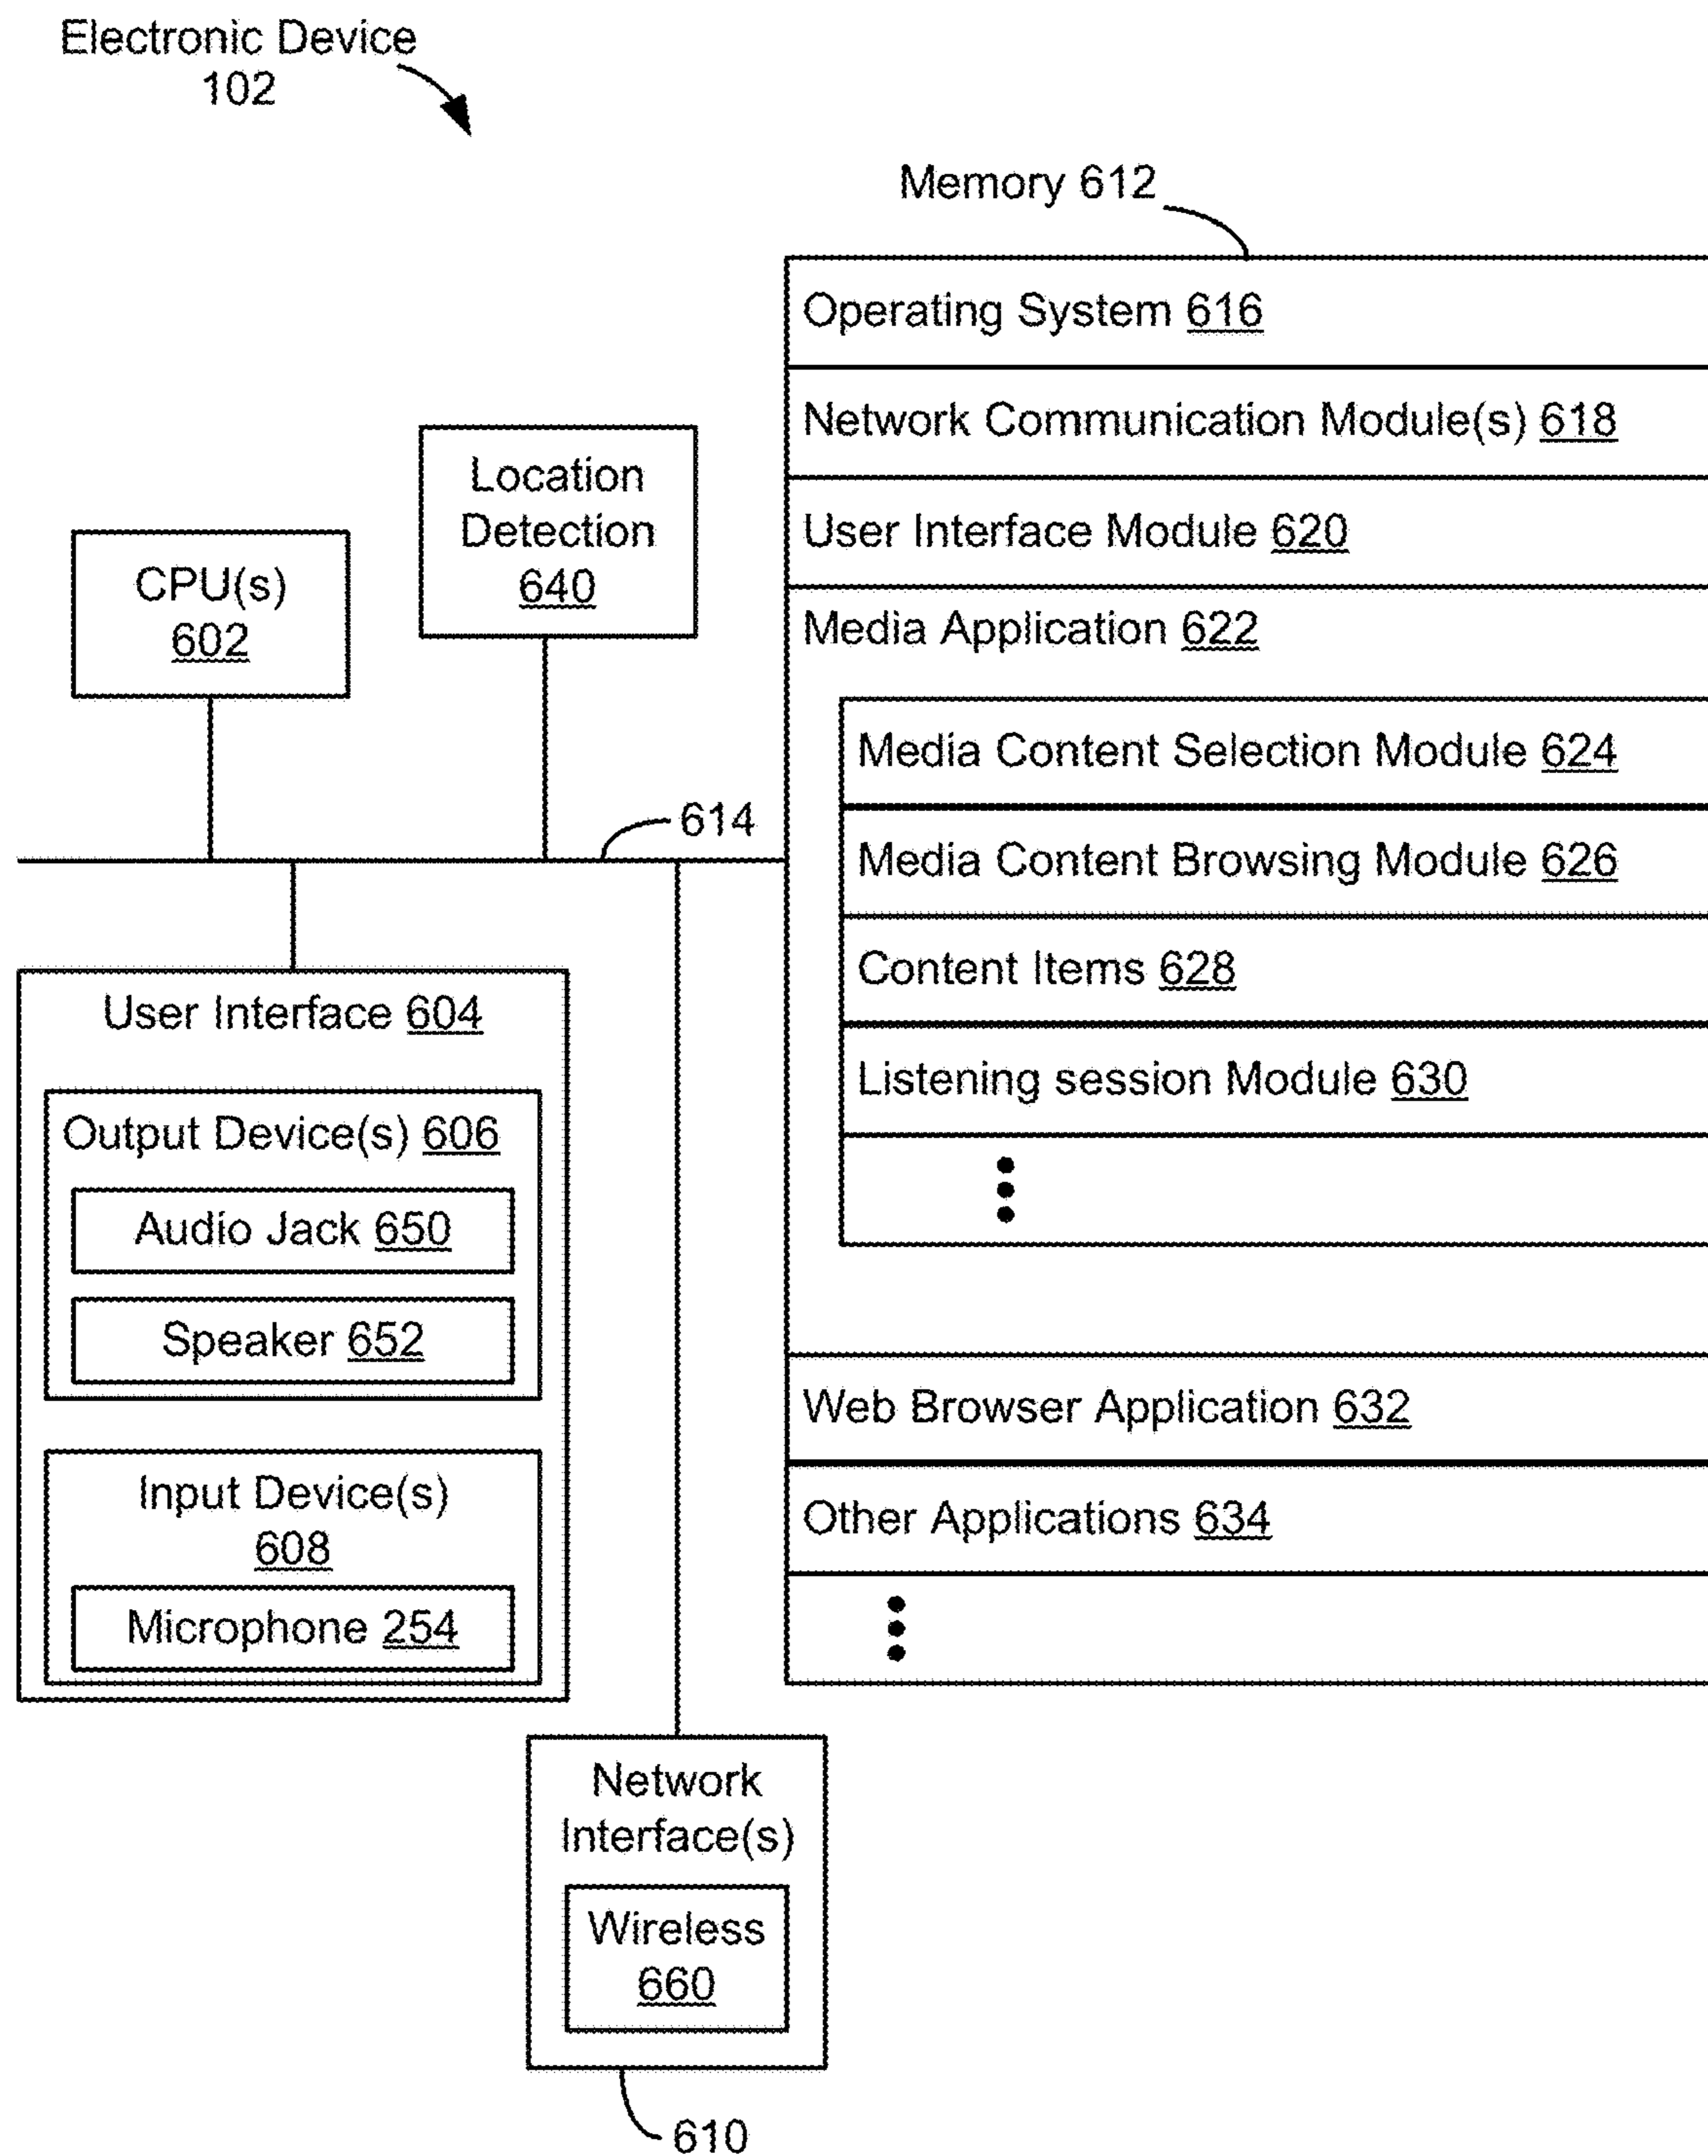 Electronic Device
102
Memory 612
Operating System 616
Network Communication Module(s) 618
User Interface Module 620
Media Application 622
Media Content Selection Module 624
Media Content Browsing Module 626
Content Items 628
Listening session Module 630
Web Browser Application 632
Other Applications 634
Location
Detection
640
CPU(s)
602
614
User Interface 604
Output Device(s) 606
Audio Jack 650
Speaker 652
Input Device(s)
608
Microphone 254
Network
Interface(s)
Wireless
660
610